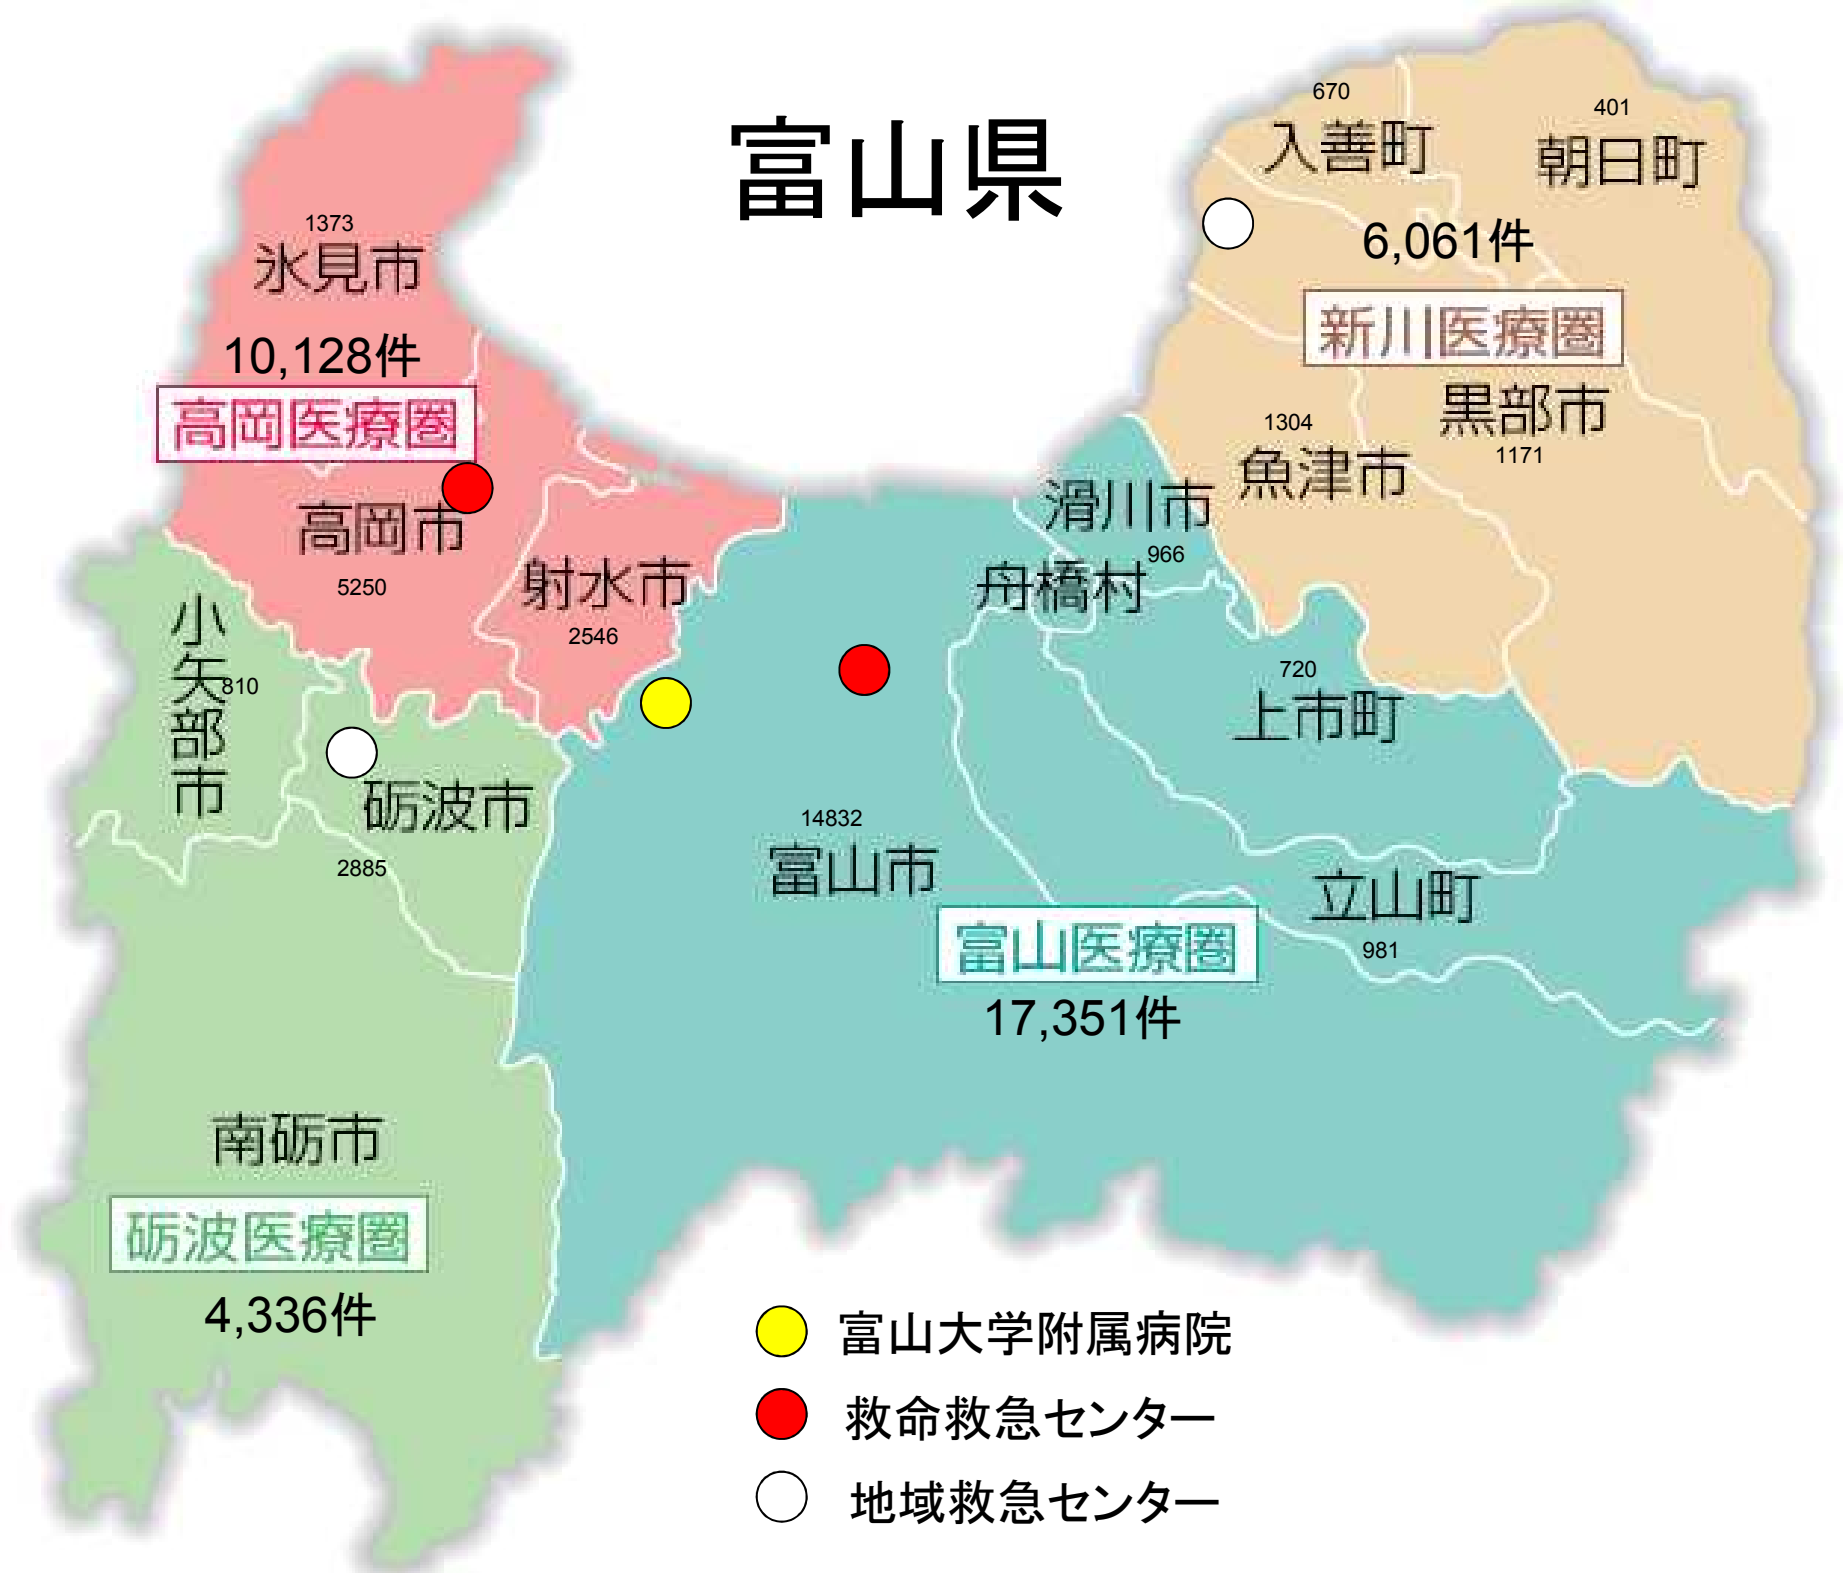 富山県
670
入善町
401
朝日町
6,061件
新川医療圏
黒部市
1171
1304
魚津市
1373
氷見市
10,128件
高岡医療圏
高岡市
5250
射水市
2546
滑川市
966
舟橋村
720
上市町
小矢部市
810
砺波市
2885
14832
富山市
立山町
981
富山医療圏
17,351件
南砺市
砺波医療圏
4,336件
富山大学附属病院
救命救急センター
地域救急センター